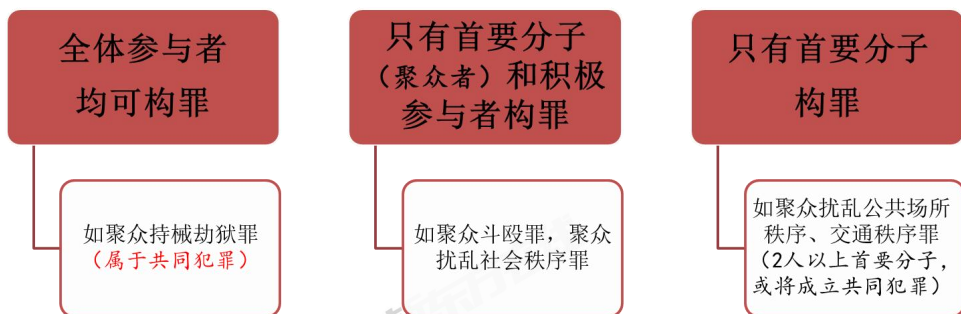 全体参与者
均可构罪
如聚众持械劫狱罪
（属于共同犯罪）
只有首要分子
（聚众者）和积极
参与者构罪
如聚众斗殴罪，聚众
扰乱社会秩序罪
只有首要分子
构罪
如聚众扰乱公共场所
秩序、交通秩序罪
（2人以上首要分子，
或将成立共同犯罪）